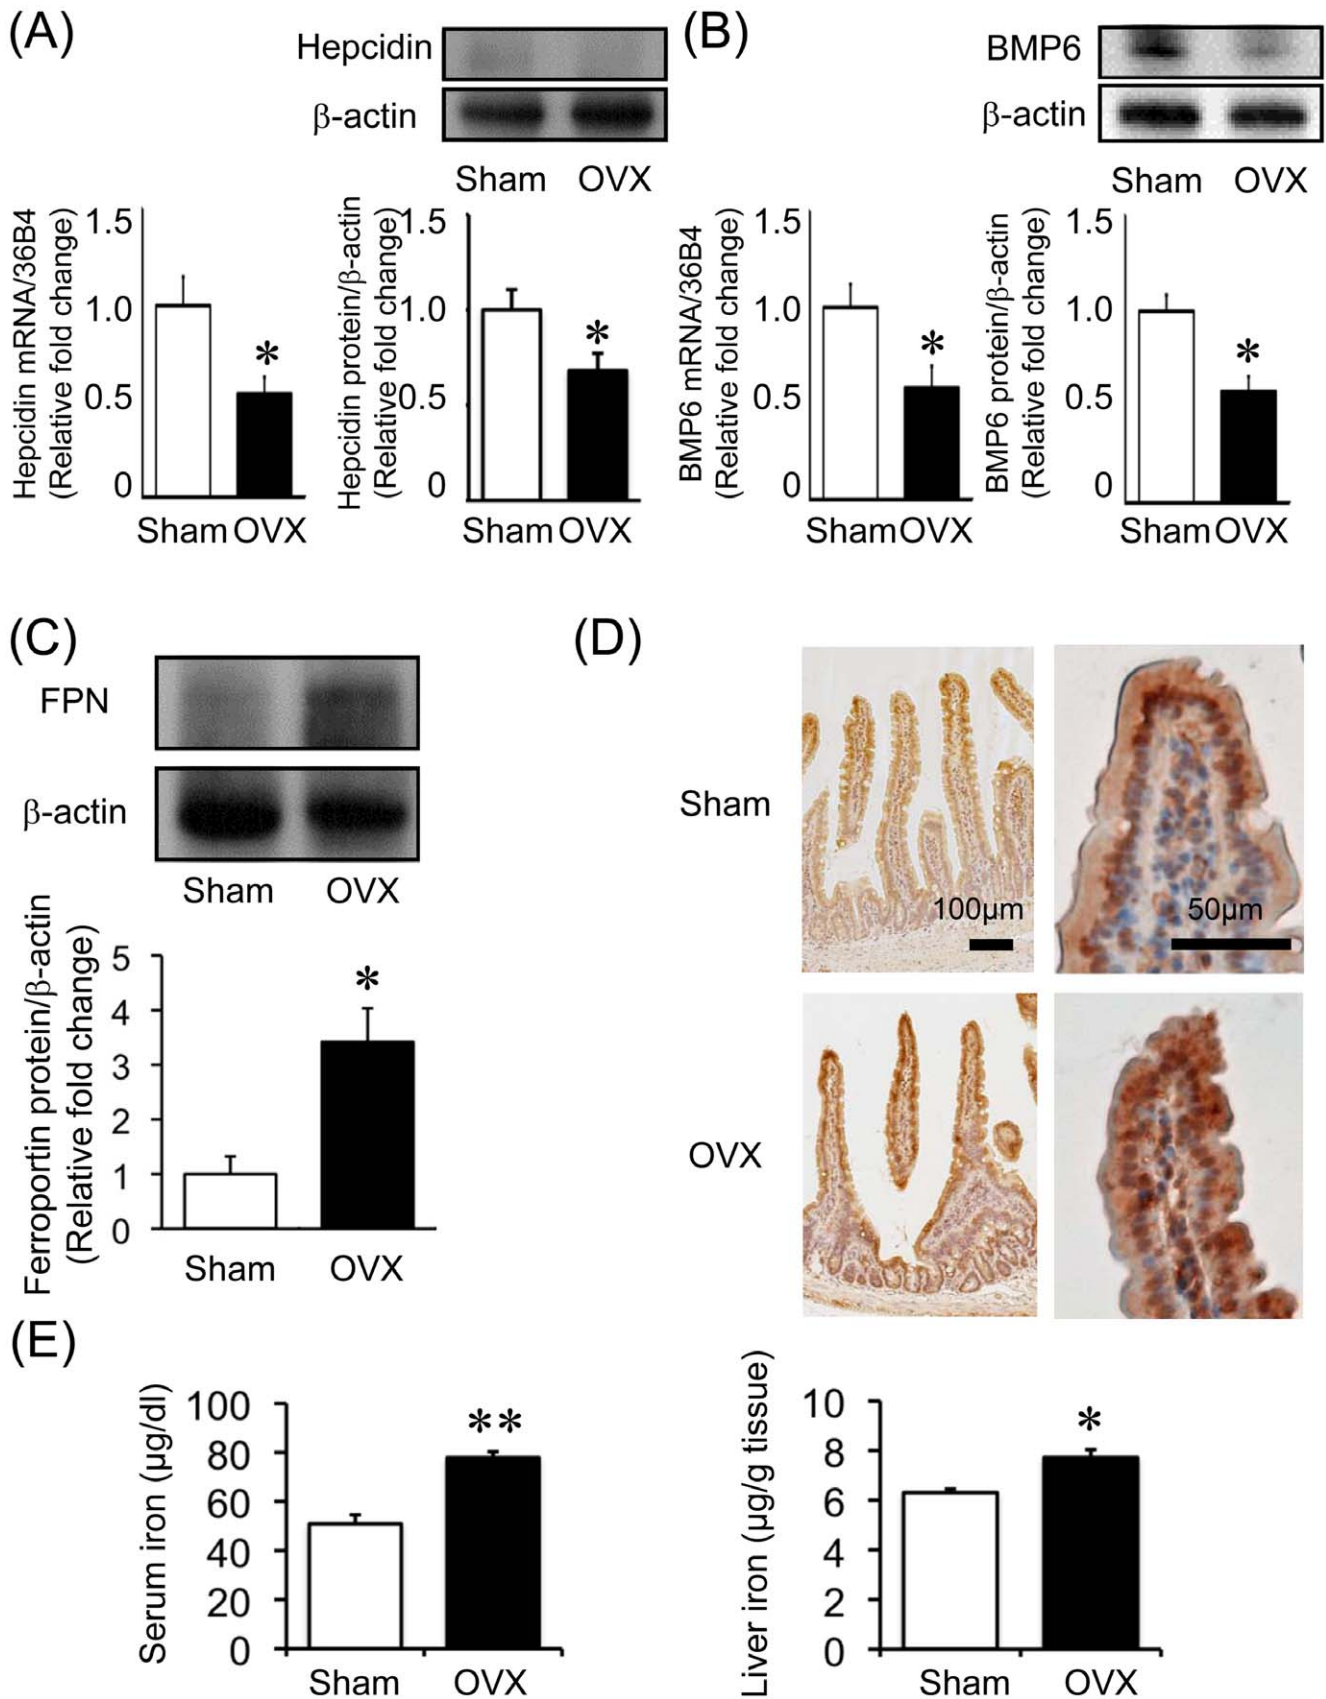 (A)
Hepcidin
β-actin
Sham OVX
Hepcidin mRNA/36B4
(Relative fold change)
1.5
1.0
0.5
0
*
Sham OVX
Hepcidin protein/β-actin
(Relative fold change)
1.5
1.0
0.5
0
*
Sham OVX
(B)
BMP6
β-actin
Sham OVX
BMP6 mRNA/36B4
(Relative fold change)
1.5
1.0
0.5
0
*
Sham OVX
BMP6 protein/β-actin
(Relative fold change)
1.5
1.0
0.5
0
*
Sham OVX
(C)
FPN
β-actin
Sham OVX
Ferroportin protein/β-actin
(Relative fold change)
5
4
3
2
1
0
*
Sham OVX
(D)
Sham
100μm
50μm
OVX
(E)
Serum iron (μg/dl)
100
80
60
40
20
0
**
Sham OVX
Liver iron (μg/g tissue)
10
8
6
4
2
0
*
Sham OVX